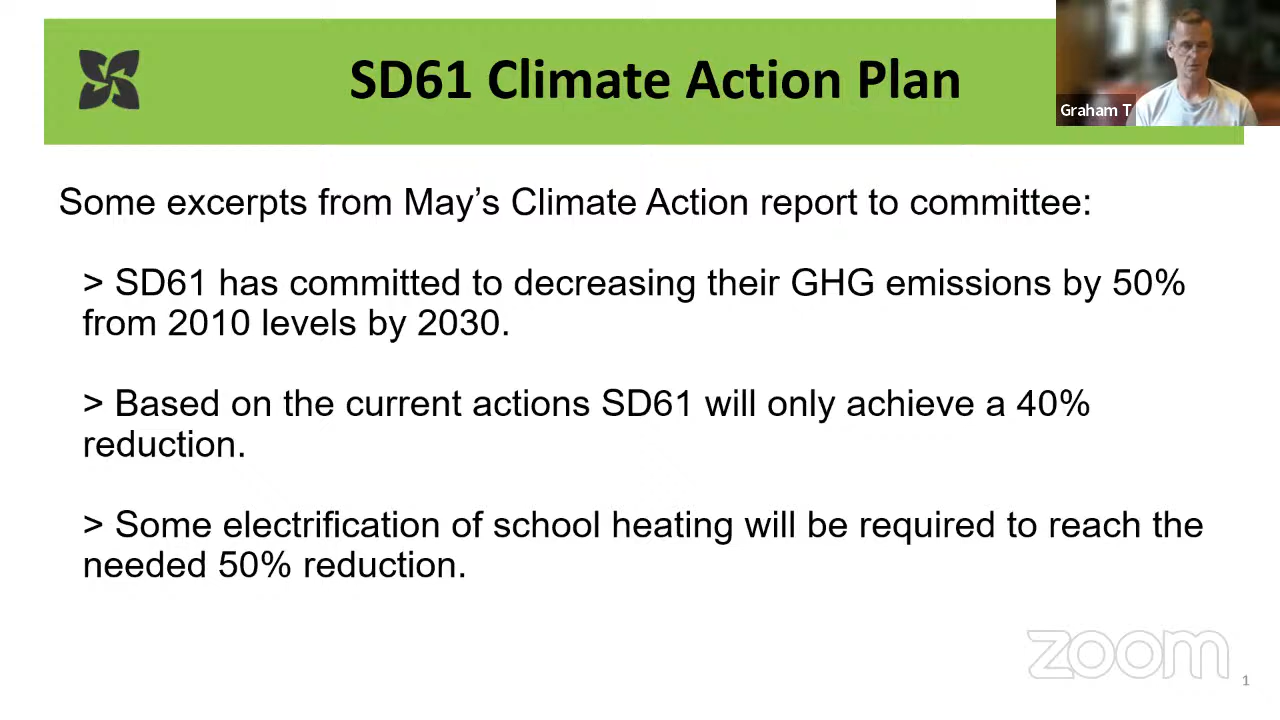 SD61 Climate Action Plan
Graham T
Some excerpts from May's Climate Action report to committee:
> SD61 has committed to decreasing their GHG emissions by 50%
from 2010 levels by 2030.
> Based on the current actions SD61 will only achieve a 40%
reduction.
> Some electrification of school heating will be required to reach the
needed 50% reduction.
zoom
1